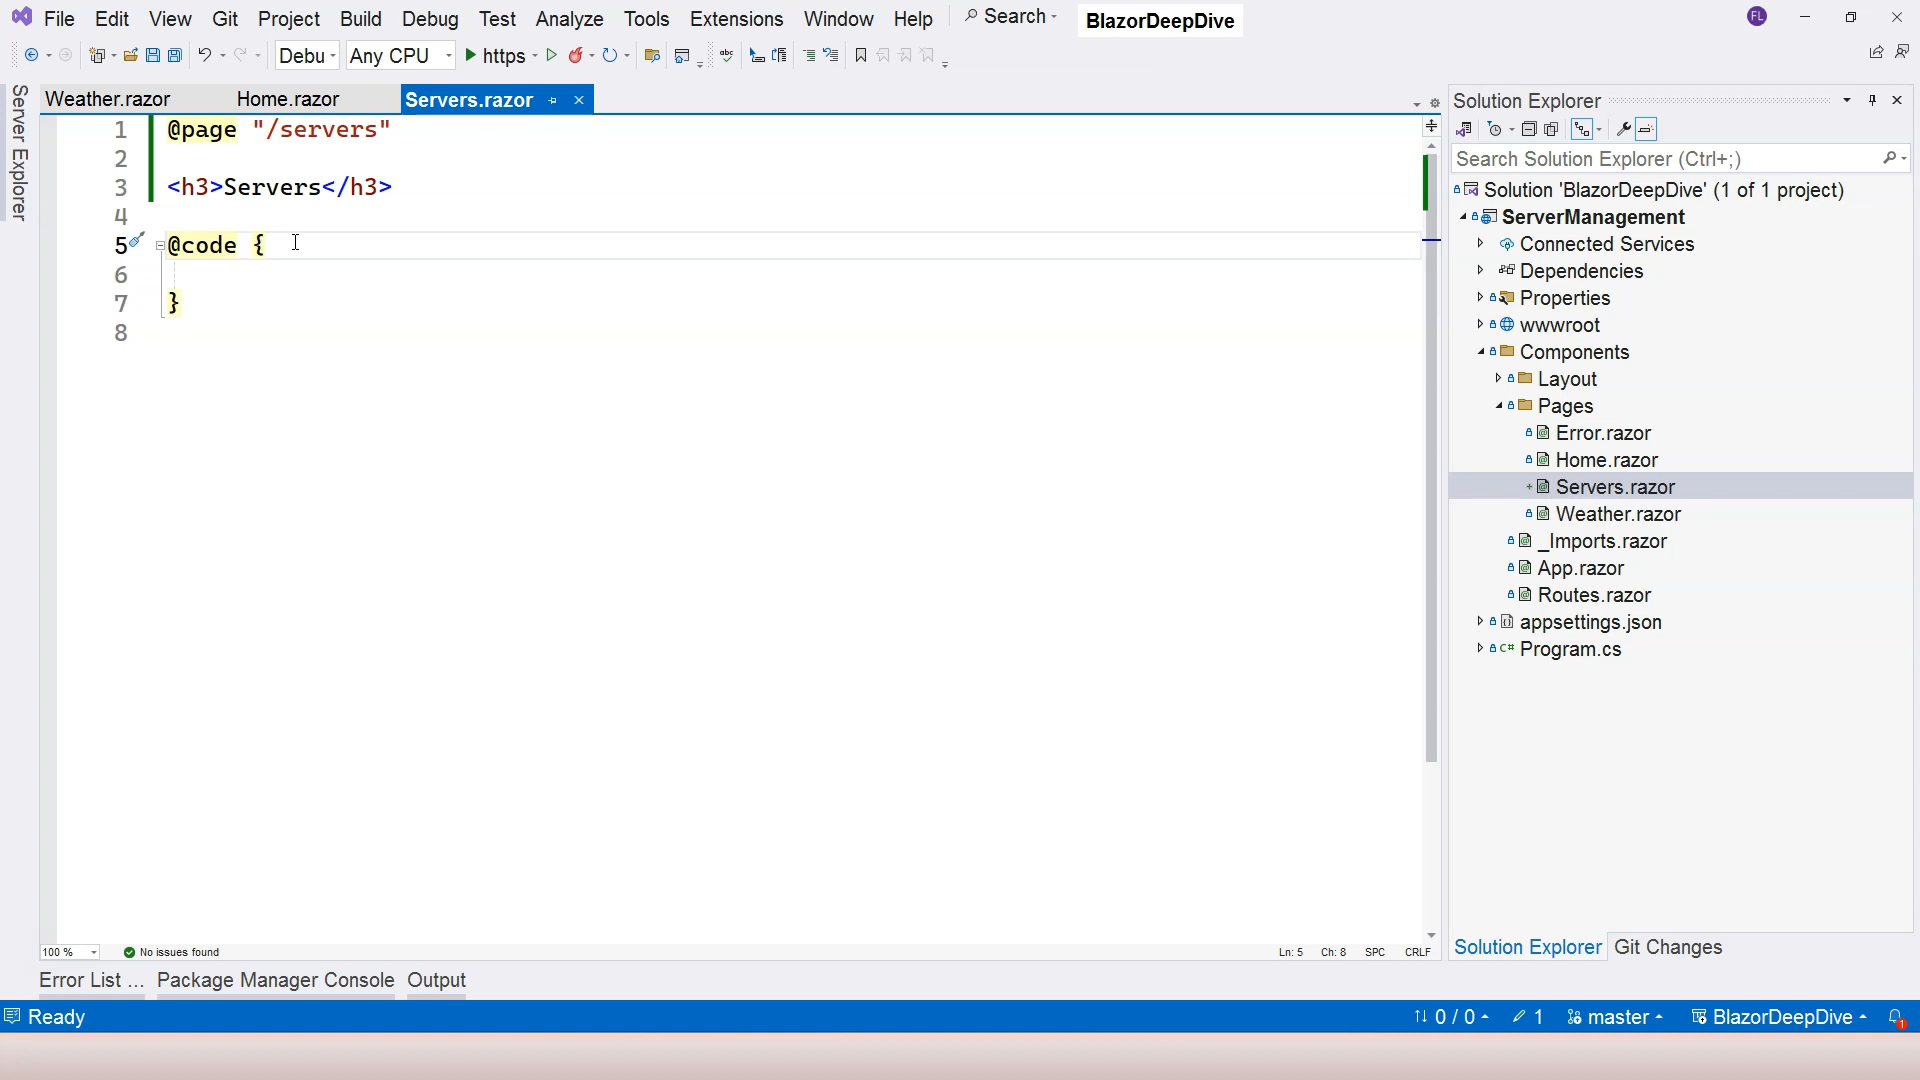 File Edit View Git Project Build Debug Test Analyze Tools Extensions Window Help Search BlazorDeepDive FL
Debu Any CPU https abc
Server Explorer
Weather.razor Home.razor Servers.razor
1 @page "/servers"
2
3 <h3>Servers</h3>
4
5 @code {
6
7 }
8
100 % No issues found Ln: 5 Ch: 8 SPC CRLF
Error List ... Package Manager Console Output
Solution Explorer
Search Solution Explorer (Ctrl+;)
Solution 'BlazorDeepDive' (1 of 1 project)
ServerManagement
Connected Services
Dependencies
Properties
wwwroot
Components
Layout
Pages
Error.razor
Home.razor
Servers.razor
Weather.razor
_Imports.razor
App.razor
Routes.razor
appsettings.json
C# Program.cs
Solution Explorer Git Changes
Ready 0 / 0 1 master BlazorDeepDive 1